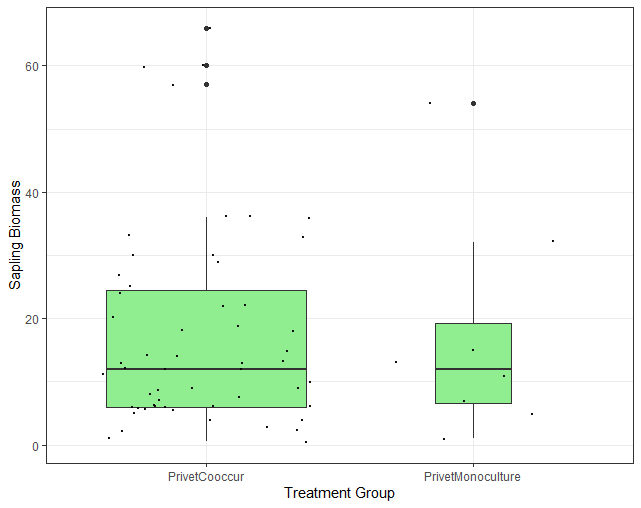 60
40
20
0
Sapling Biomass
PrivetCooccur
PrivetMonoculture
Treatment Group